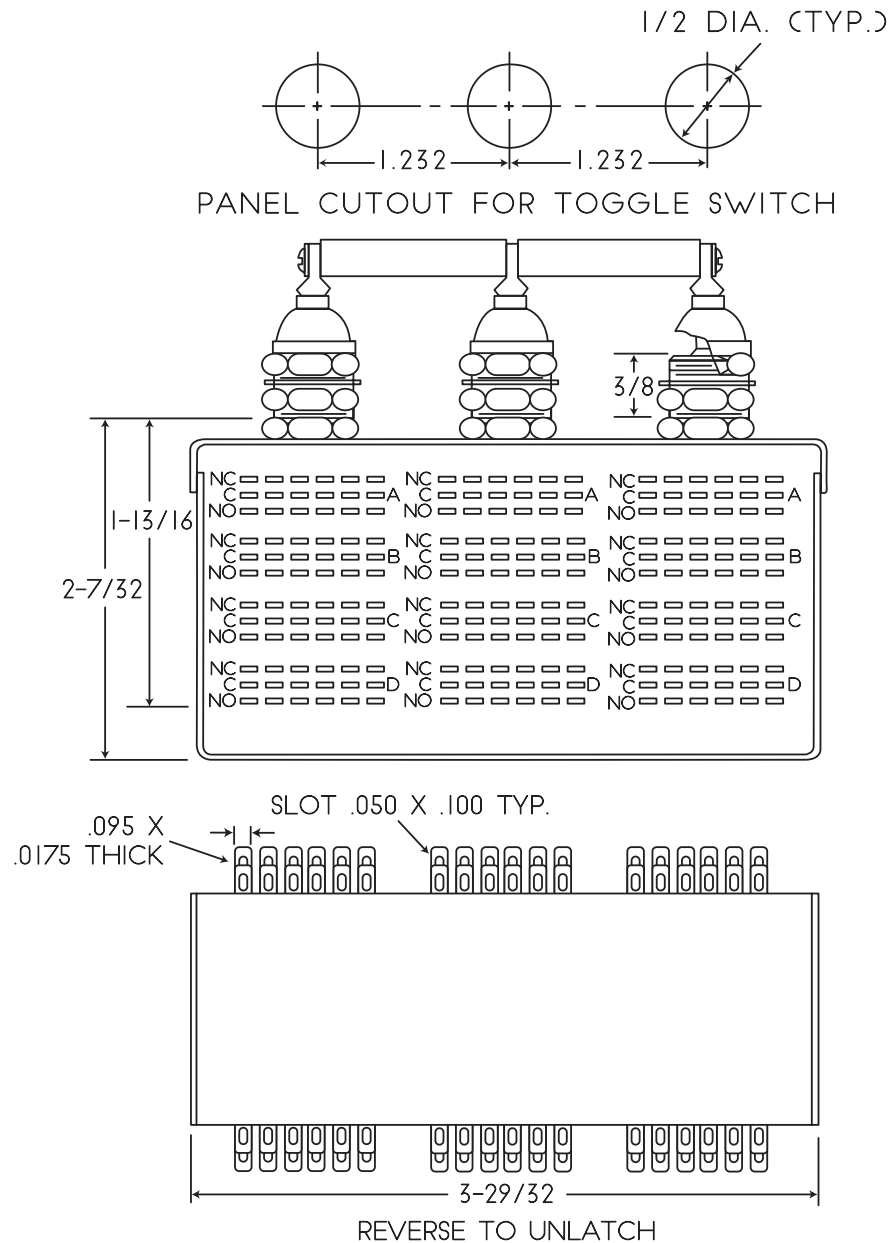 1/2 DIA. (TYP.)
1.232 1.232
PANEL CUTOUT FOR TOGGLE SWITCH
3/8
NC NC NC
C A C A C A
NO NO NO
1-13/16
NC NC NC
C B C B C B
NO NO NO
2-7/32
NC NC NC
C C C C C C
NO NO NO
NC NC NC
C D C D C D
NO NO NO
SLOT .050 X .100 TYP.
.095 X
.0175 THICK
3-29/32
REVERSE TO UNLATCH